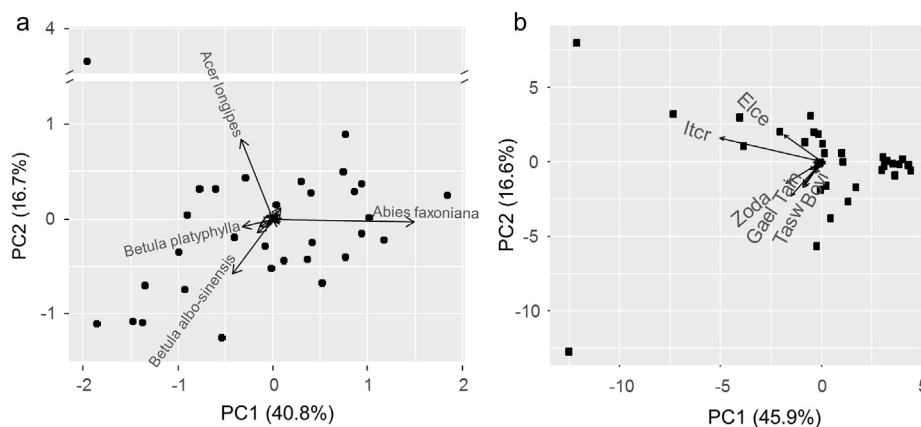 a
4
1
0
-1
PC2 (16.7%)
Acer longipes
Abies faxoniana
Betula platyphylla
Betula albo-sinensis
-2
-1
0
1
2
PC1 (40.8%)
b
5
0
-5
-10
PC2 (16.6%)
Elce
Itcr
Zoda
Gael
Tain
Tasw
Bovi
-10
-5
0
5
PC1 (45.9%)